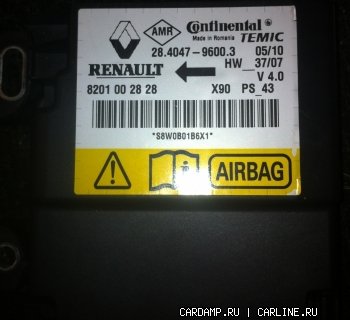 AMR Continental
Made in Romania TEMIC
28.4047-9600.3 05/10
RENAULT HW_37/07
V 4.0
8201 00 28 28 X90 PS_43
*S8W0B01B6X1*
AIRBAG
CARDAMP.RU | CARLINE.RU